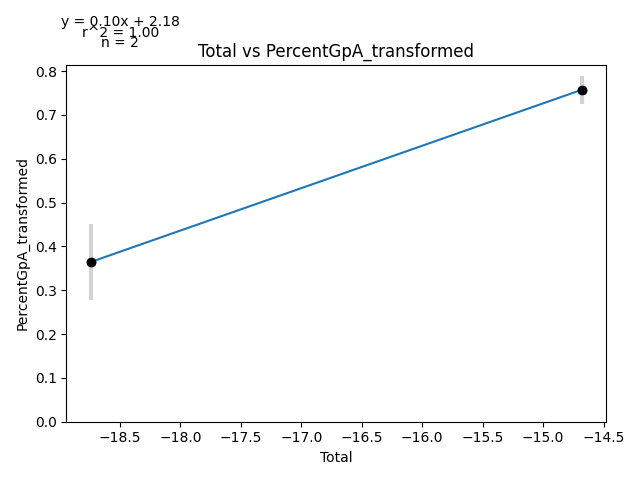 y = 0.10x + 2.18
r^2 = 1.00
n = 2
Total vs PercentGpA_transformed
0.8
0.7
0.6
0.5
0.4
0.3
0.2
0.1
0.0
PercentGpA_transformed
−18.5 −18.0 −17.5 −17.0 −16.5 −16.0 −15.5 −15.0 −14.5
Total